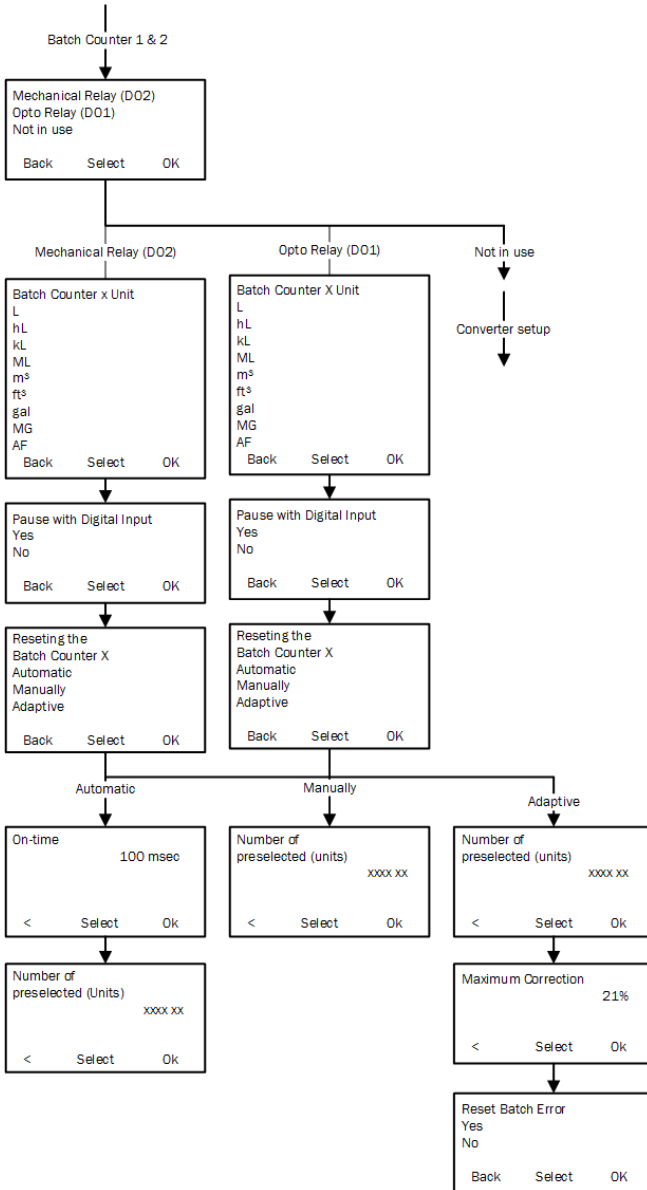 Batch Counter 1 & 2
Mechanical Relay (DO2)
Opto Relay (DO1)
Not in use
Back Select OK
Mechanical Relay (DO2)
Opto Relay (DO1)
Not in use
Batch Counter x Unit
L
hL
kL
ML
m³
ft³
gal
MG
AF
Back Select OK
Batch Counter X Unit
L
hL
kL
ML
m³
ft³
gal
MG
AF
Back Select OK
Converter setup
Pause with Digital Input
Yes
No
Back Select OK
Pause with Digital Input
Yes
No
Back Select OK
Reseting the
Batch Counter X
Automatic
Manually
Adaptive
Back Select OK
Reseting the
Batch Counter X
Automatic
Manually
Adaptive
Back Select OK
Automatic
Manually
Adaptive
On-time
100 msec
< Select Ok
Number of
preselected (units)
xxxx xx
< Select Ok
Number of
preselected (units)
xxxx xx
< Select Ok
Number of
preselected (Units)
xxxx xx
< Select Ok
Maximum Correction
21%
< Select Ok
Reset Batch Error
Yes
No
Back Select OK